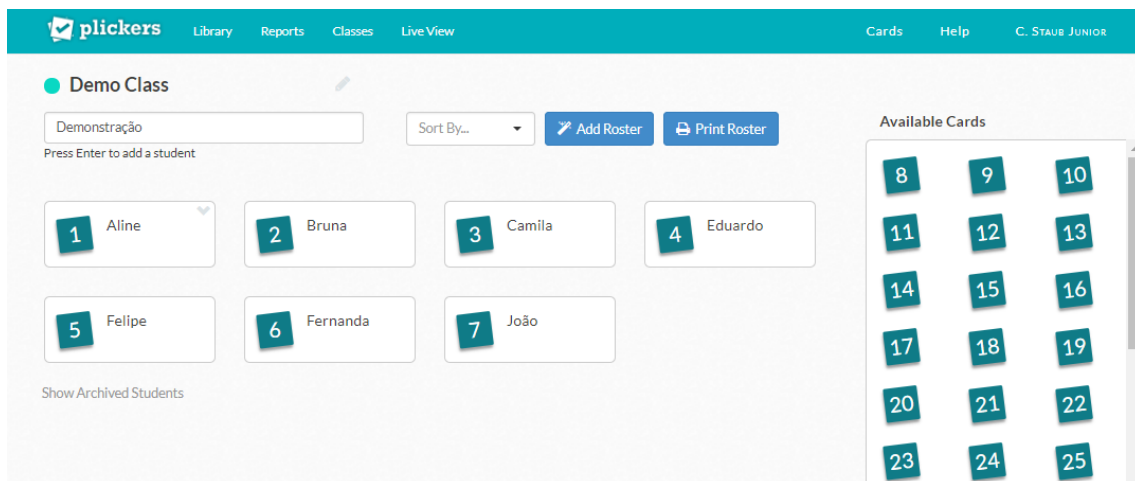 plickers Library Reports Classes Live View Cards Help C. STAUB JUNIOR
Demo Class
Demonstração Sort By... Add Roster Print Roster
Press Enter to add a student
Available Cards
1 Aline 2 Bruna 3 Camila 4 Eduardo
5 Felipe 6 Fernanda 7 João
Show Archived Students
8 9 10
11 12 13
14 15 16
17 18 19
20 21 22
23 24 25